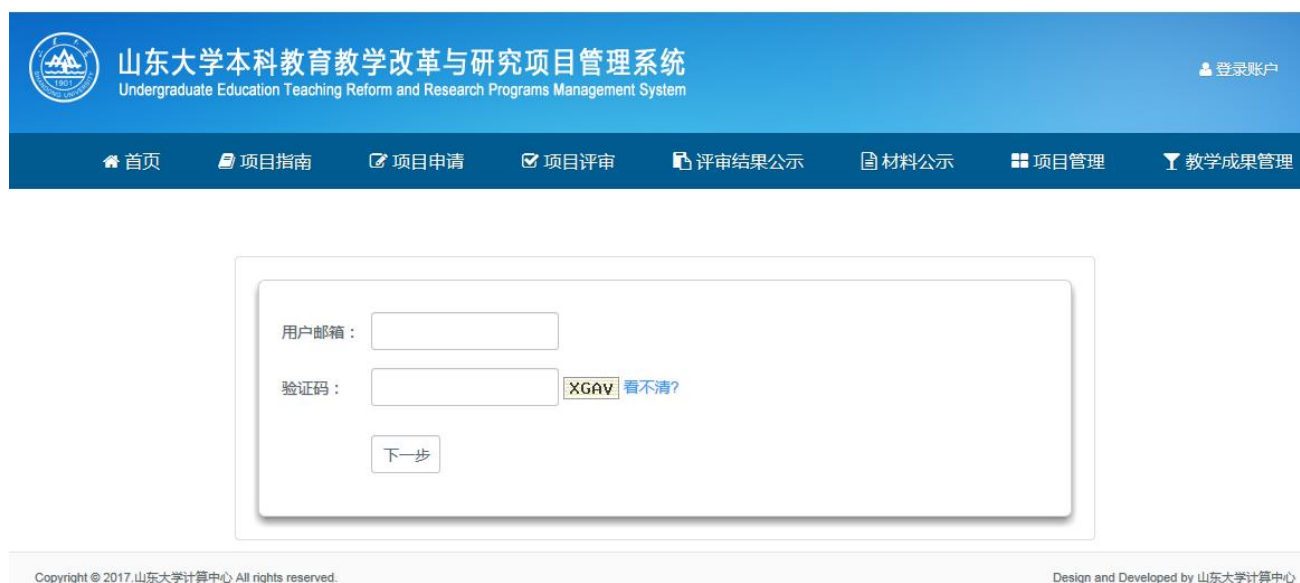 山东大学本科教育教学改革与研究项目管理系统
Undergraduate Education Teaching Reform and Research Programs Management System
登录账户
首页 项目指南 项目申请 项目评审 评审结果公示 材料公示 项目管理 教学成果管理
用户邮箱：
验证码： XGAV 看不清?
下一步
Copyright © 2017.山东大学计算中心 All rights reserved. Design and Developed by 山东大学计算中心